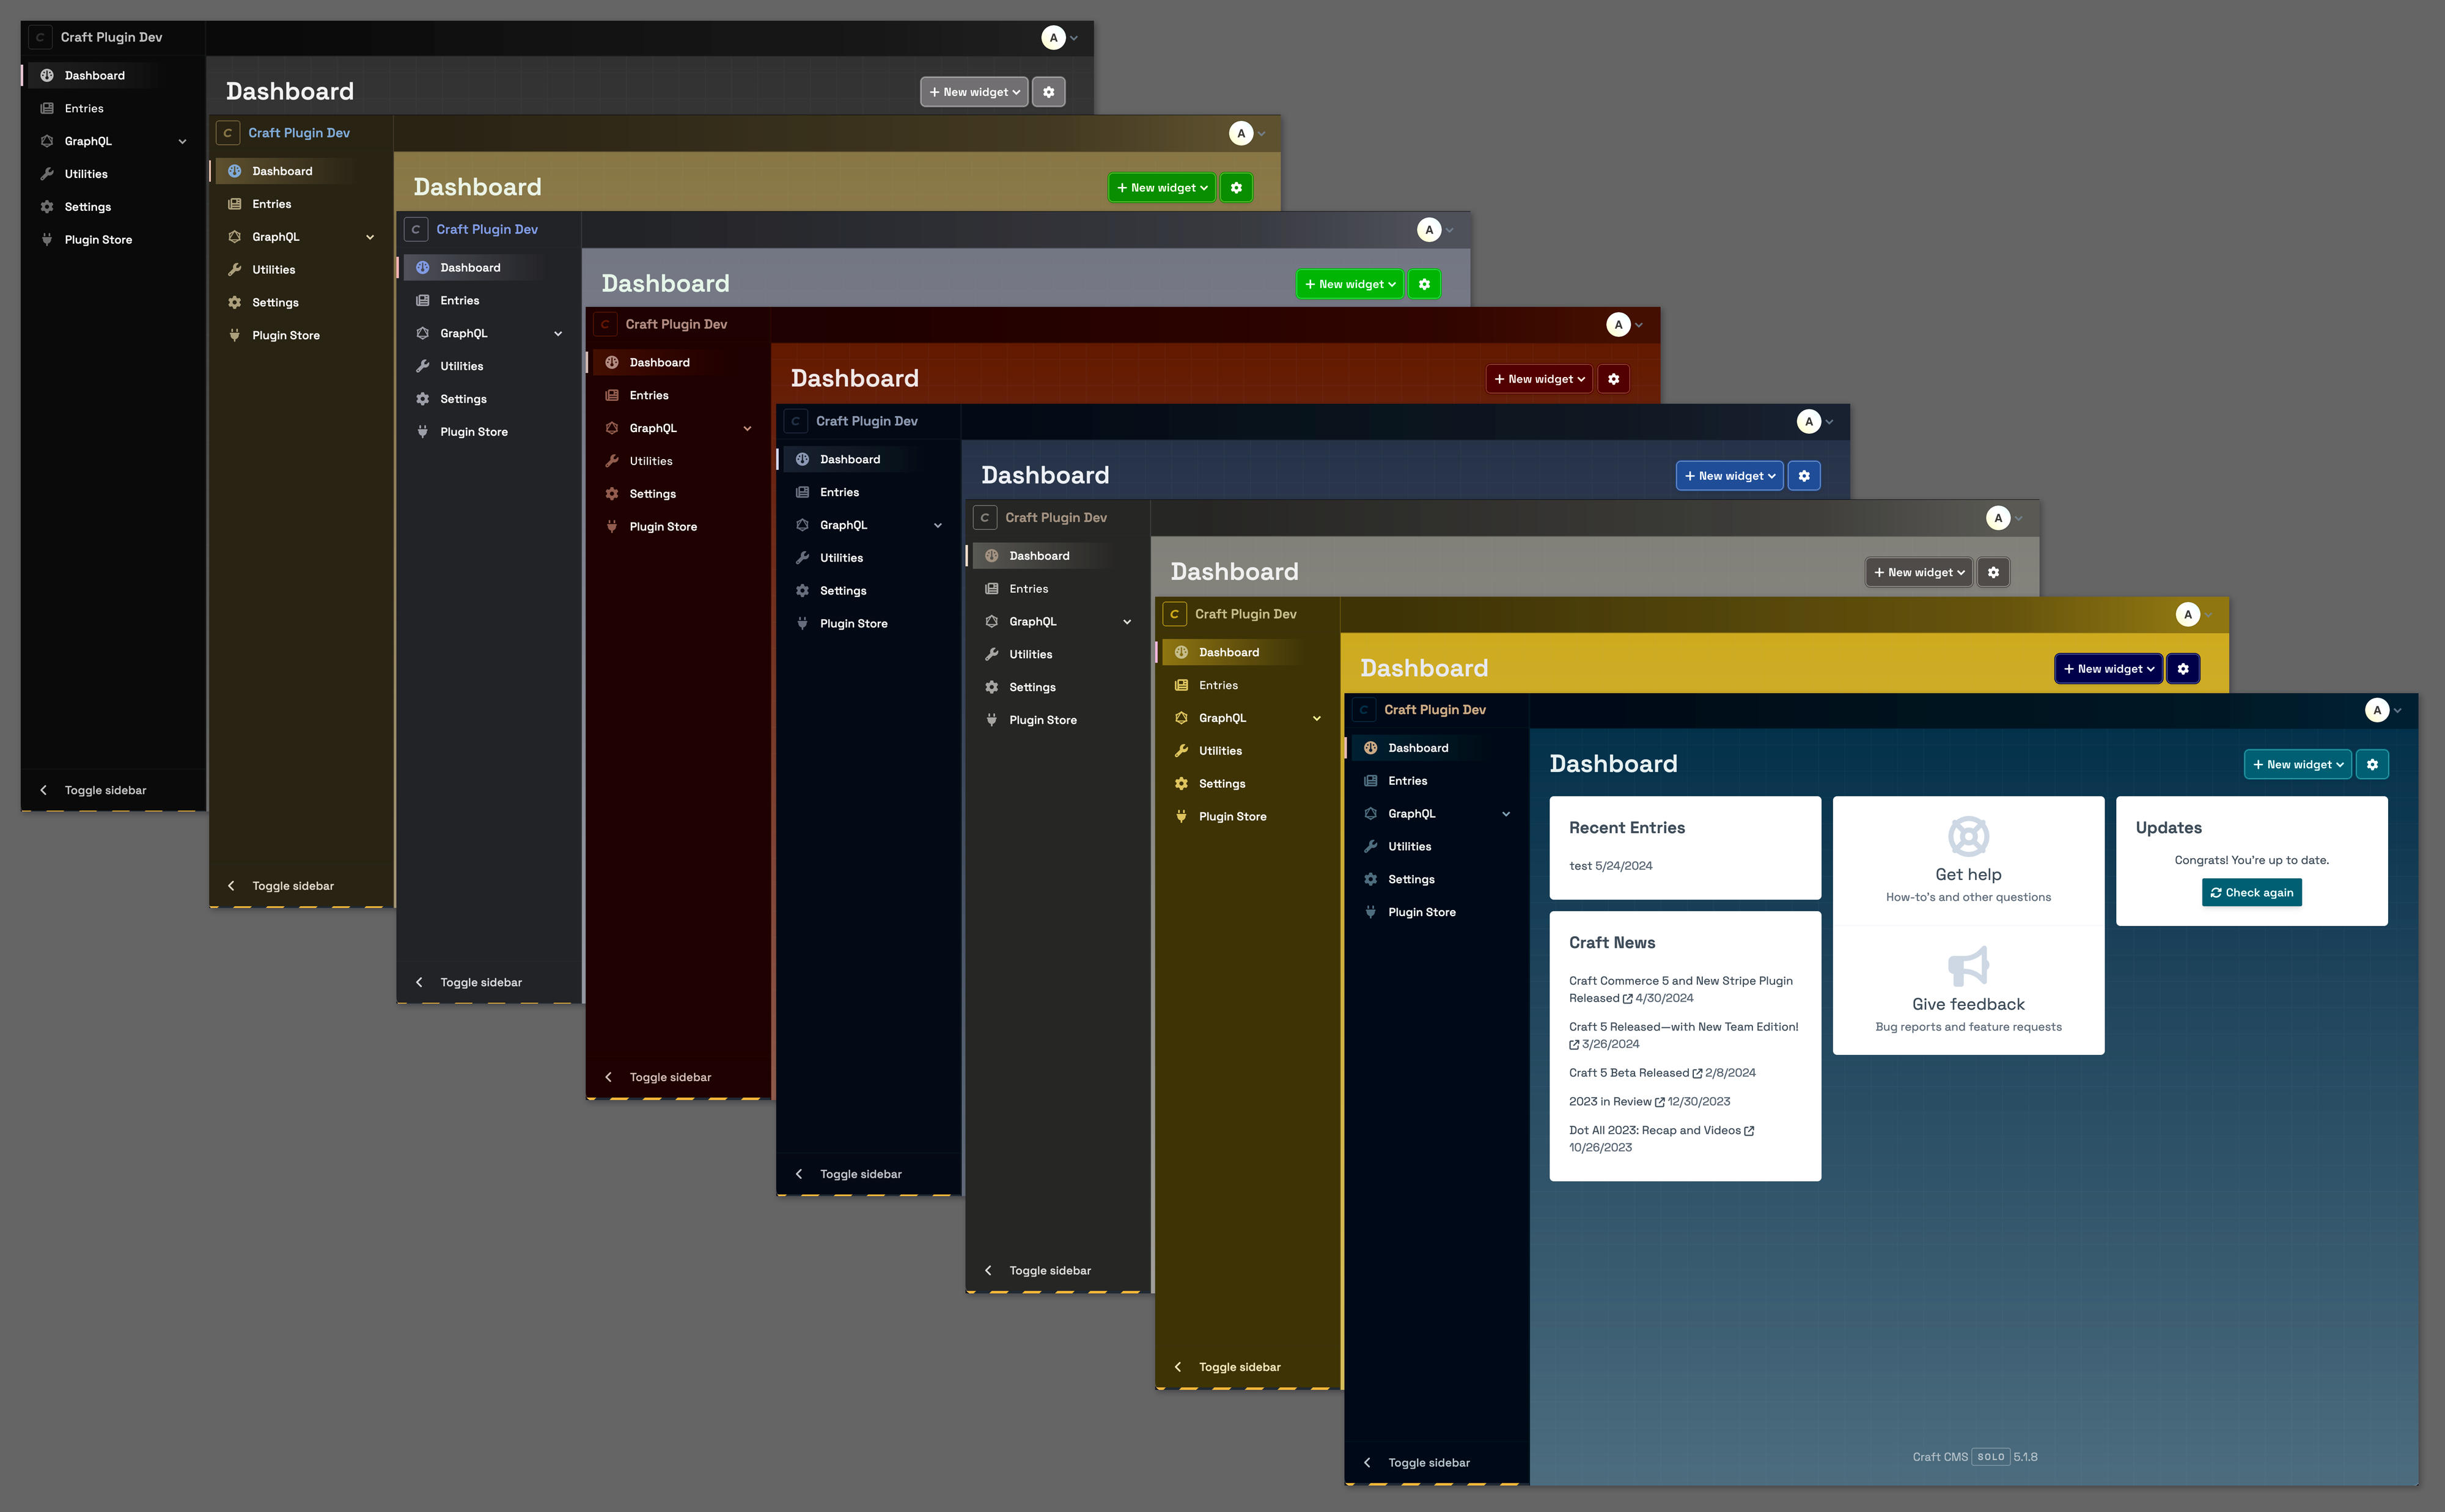 C Craft Plugin Dev
A
Dashboard
Entries
GraphQL
Utilities
Settings
Plugin Store
Toggle sidebar
Dashboard
+ New widget
C Craft Plugin Dev
A
Dashboard
Entries
GraphQL
Utilities
Settings
Plugin Store
Toggle sidebar
Dashboard
+ New widget
C Craft Plugin Dev
A
Dashboard
Entries
GraphQL
Utilities
Settings
Plugin Store
Toggle sidebar
Dashboard
+ New widget
C Craft Plugin Dev
A
Dashboard
Entries
GraphQL
Utilities
Settings
Plugin Store
Toggle sidebar
Dashboard
+ New widget
C Craft Plugin Dev
A
Dashboard
Entries
GraphQL
Utilities
Settings
Plugin Store
Toggle sidebar
Dashboard
+ New widget
C Craft Plugin Dev
A
Dashboard
Entries
GraphQL
Utilities
Settings
Plugin Store
Toggle sidebar
Dashboard
+ New widget
C Craft Plugin Dev
A
Dashboard
Entries
GraphQL
Utilities
Settings
Plugin Store
Toggle sidebar
Dashboard
+ New widget
C Craft Plugin Dev
A
Dashboard
Entries
GraphQL
Utilities
Settings
Plugin Store
Toggle sidebar
Dashboard
+ New widget
Recent Entries
test 5/24/2024
Craft News
Craft Commerce 5 and New Stripe Plugin
Released 4/30/2024
Craft 5 Released—with New Team Edition!
3/26/2024
Craft 5 Beta Released 2/8/2024
2023 in Review 12/30/2023
Dot All 2023: Recap and Videos
10/26/2023
Get help
How-to's and other questions
Give feedback
Bug reports and feature requests
Updates
Congrats! You're up to date.
Check again
Craft CMS SOLO 5.1.8